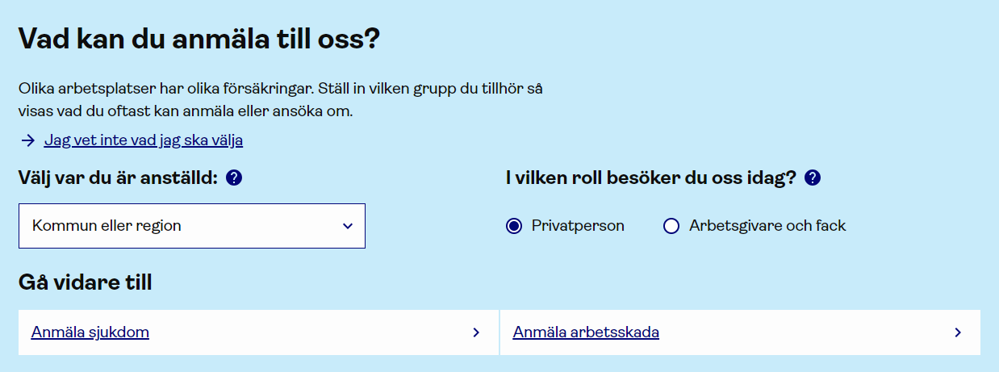 Vad kan du anmäla till oss?
Olika arbetsplatser har olika försäkringar. Ställ in vilken grupp du tillhör så
visas vad du oftast kan anmäla eller ansöka om.
→ Jag vet inte vad jag ska välja
Välj var du är anställd: ?
Kommun eller region
I vilken roll besöker du oss idag? ?
Privatperson
Arbetsgivare och fack
Gå vidare till
Anmäla sjukdom
Anmäla arbetsskada